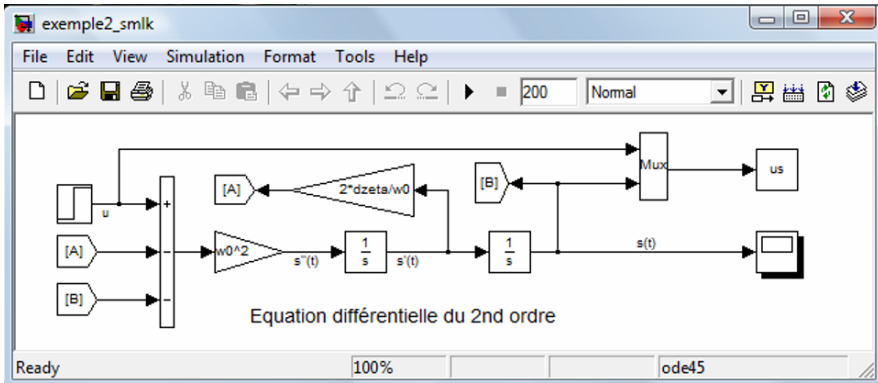 exemple2_smlk
File Edit View Simulation Format Tools Help
200 Normal
Mux
us
[A]
2*dzeta/w0
[B]
u
+
[A]
-
w0^2
s''(t)
1
s
s'(t)
1
s
s(t)
[B]
-
Equation différentielle du 2nd ordre
Ready 100% ode45